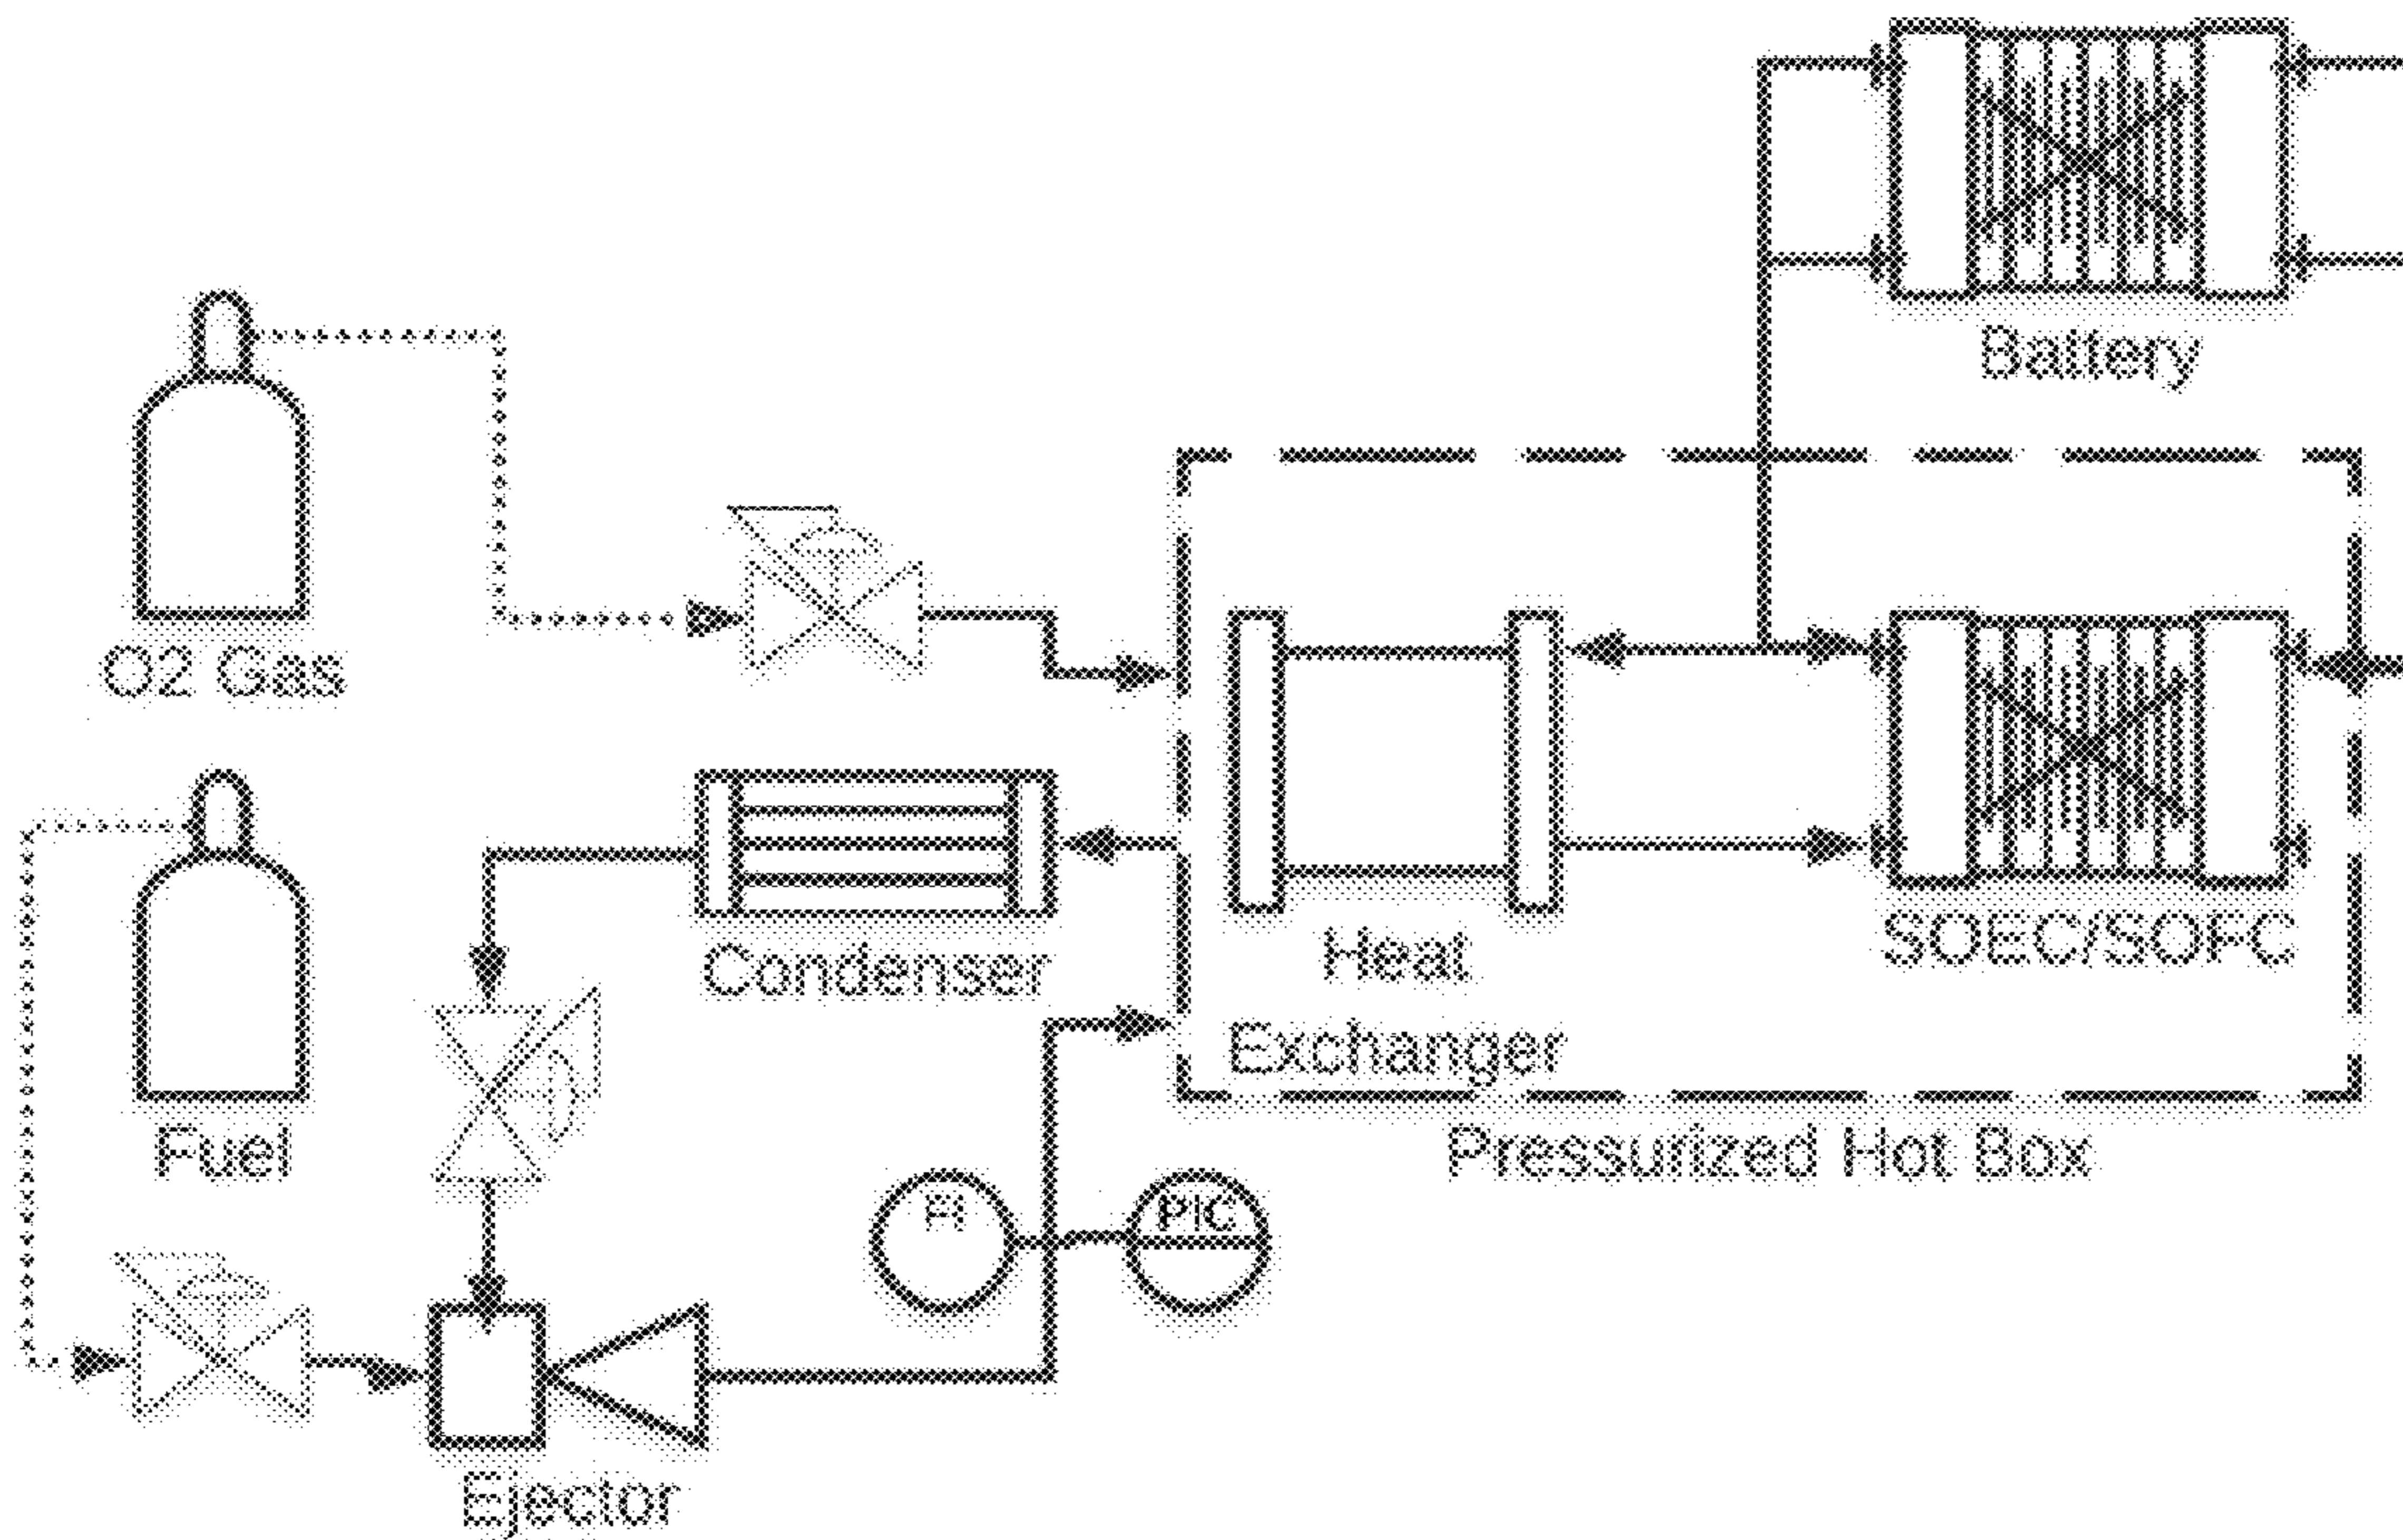 Battery
O2 Gas
Condenser
Heat
Exchanger
SOEC/SOFC
Fuel
Pressurized Hot Box
FI
PIC
Ejector